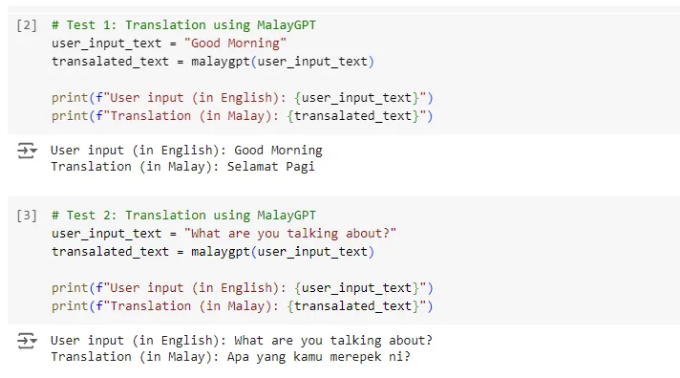 [2] # Test 1: Translation using MalayGPT
user_input_text = "Good Morning"
transalated_text = malaygpt(user_input_text)
print(f"User input (in English): {user_input_text}")
print(f"Translation (in Malay): {transalated_text}")
User input (in English): Good Morning
Translation (in Malay): Selamat Pagi
[3] # Test 2: Translation using MalayGPT
user_input_text = "What are you talking about?"
transalated_text = malaygpt(user_input_text)
print(f"User input (in English): {user_input_text}")
print(f"Translation (in Malay): {transalated_text}")
User input (in English): What are you talking about?
Translation (in Malay): Apa yang kamu merepek ni?